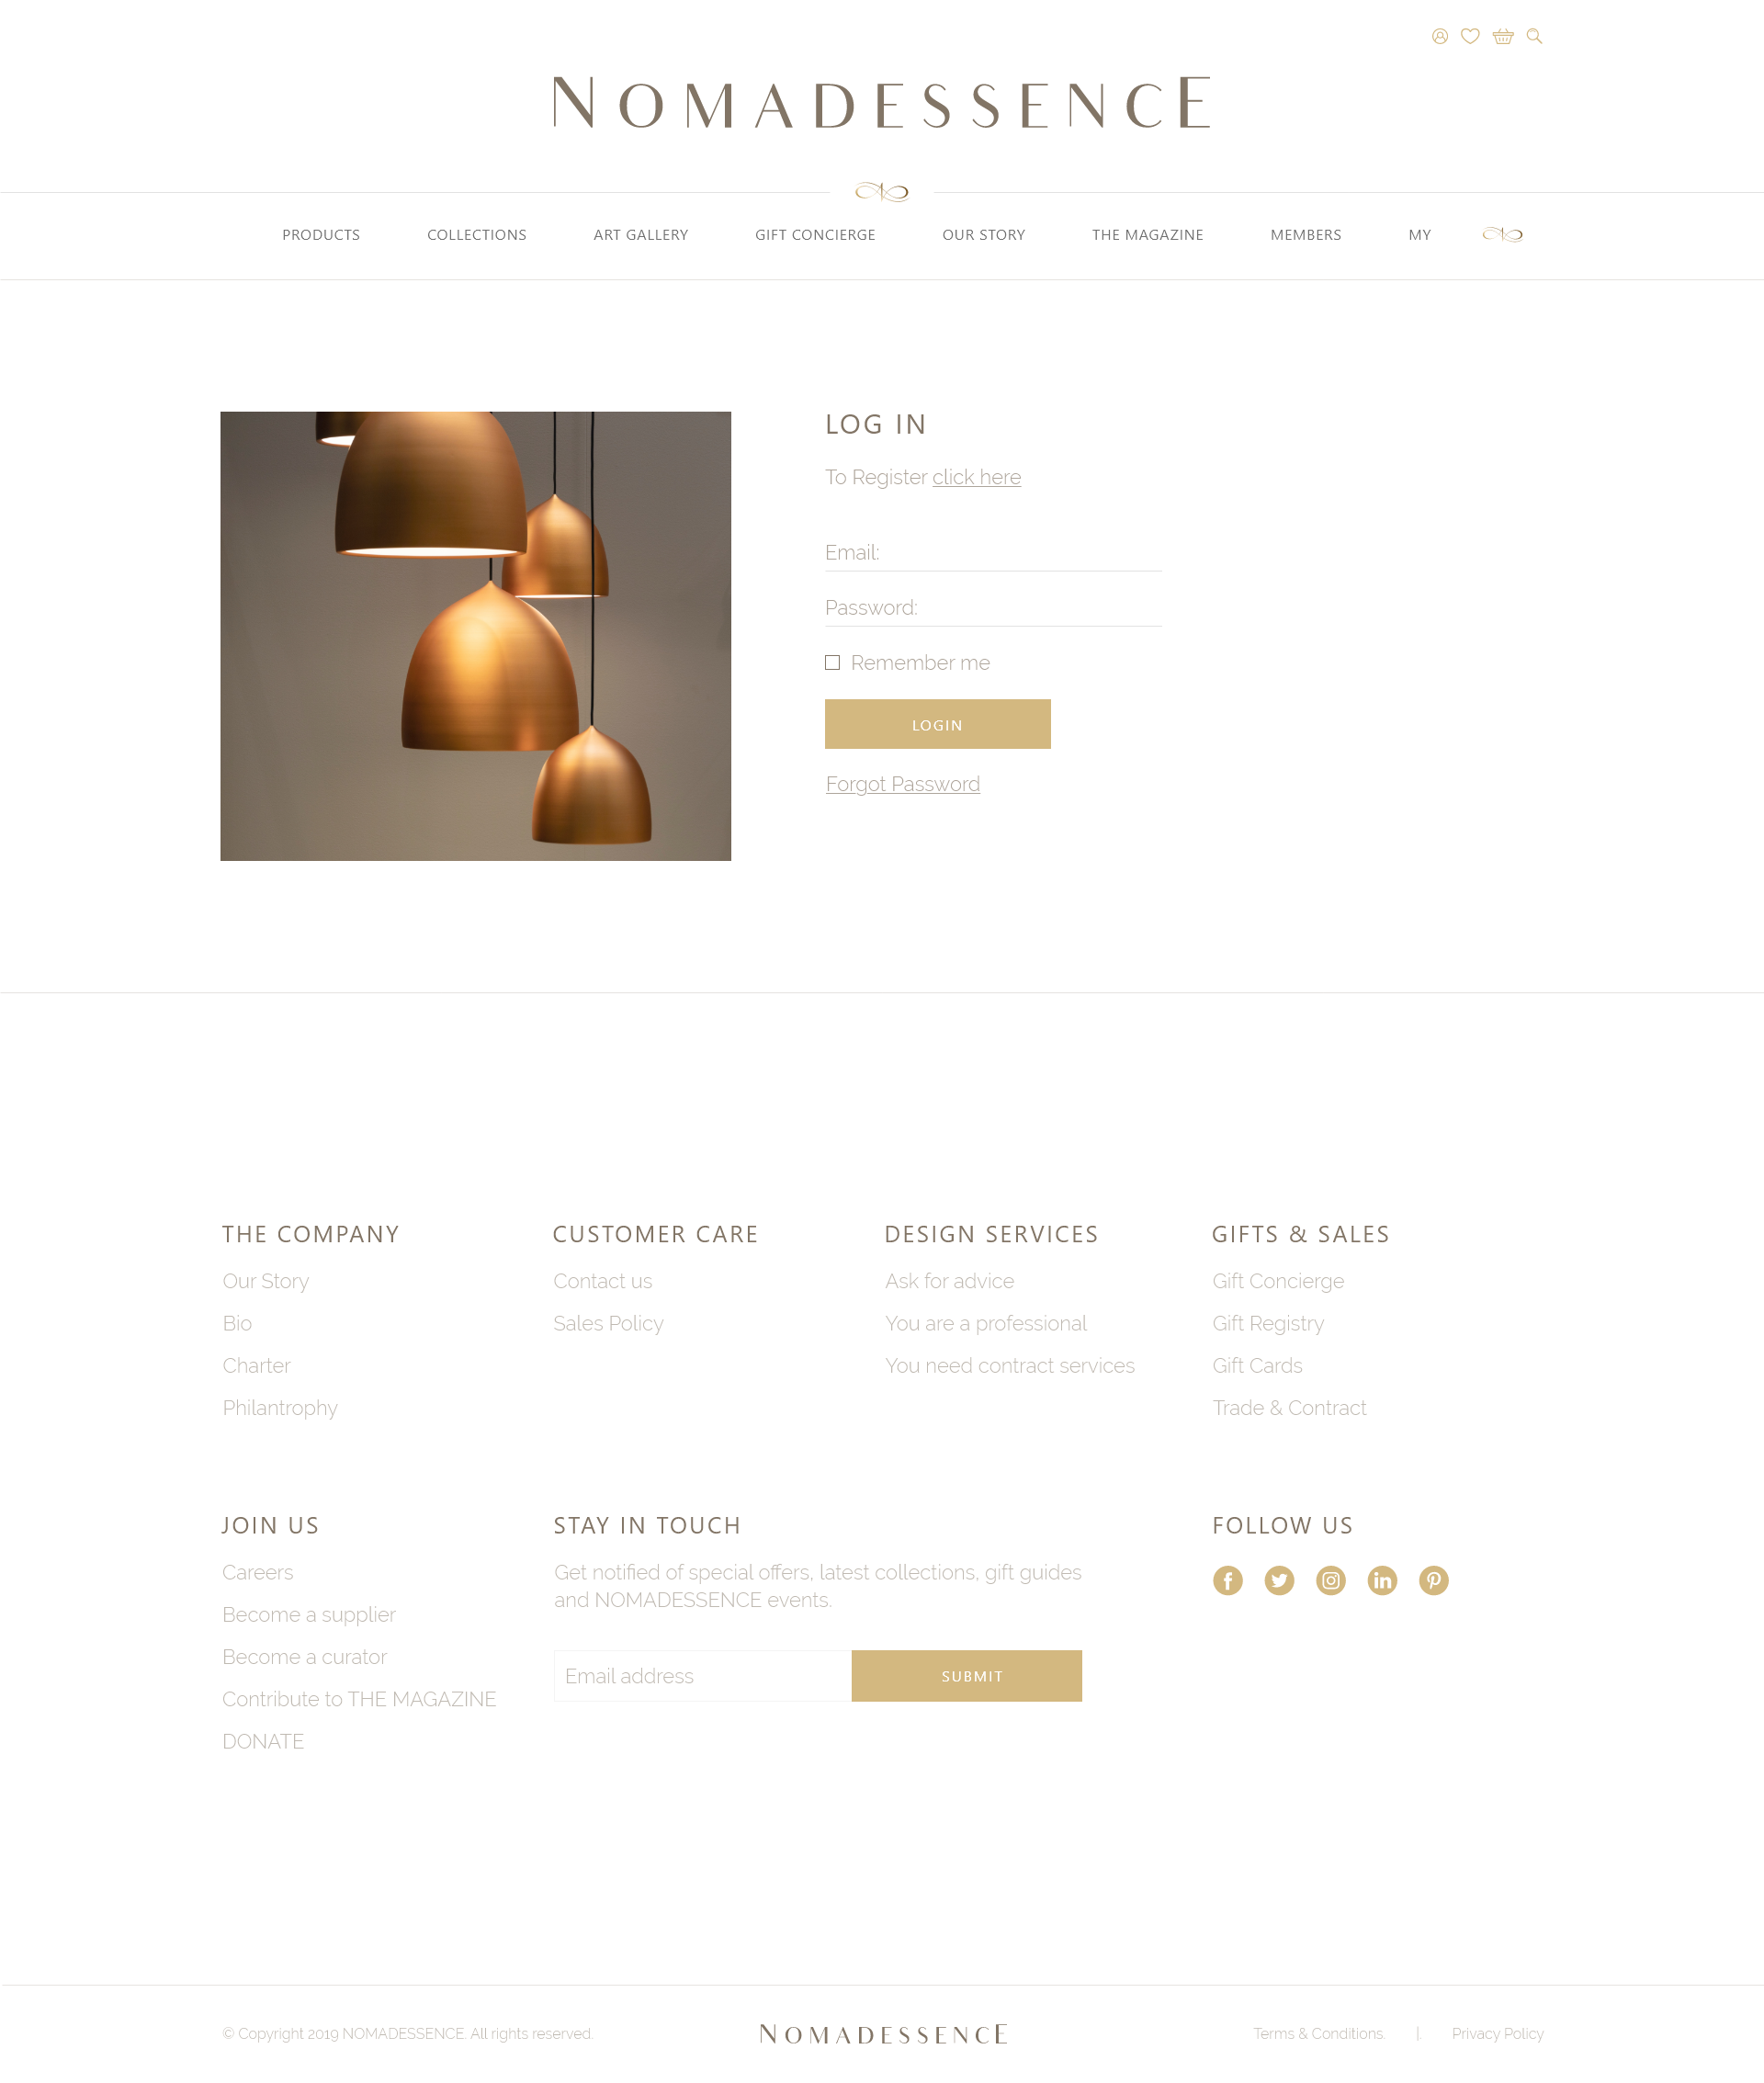 NOMADESSENCE
PRODUCTS COLLECTIONS ART GALLERY GIFT CONCIERGE OUR STORY THE MAGAZINE MEMBERS MY
LOG IN
To Register click here
Email:
Password:
Remember me
LOGIN
Forgot Password
THE COMPANY
Our Story
Bio
Charter
Philantrophy
CUSTOMER CARE
Contact us
Sales Policy
DESIGN SERVICES
Ask for advice
You are a professional
You need contract services
GIFTS & SALES
Gift Concierge
Gift Registry
Gift Cards
Trade & Contract
JOIN US
Careers
Become a supplier
Become a curator
Contribute to THE MAGAZINE
DONATE
STAY IN TOUCH
Get notified of special offers, latest collections, gift guides
and NOMADESSENCE events.
Email address
SUBMIT
FOLLOW US
© Copyright 2019 NOMADESSENCE. All rights reserved.
NOMADESSENCE
Terms & Conditions. | Privacy Policy